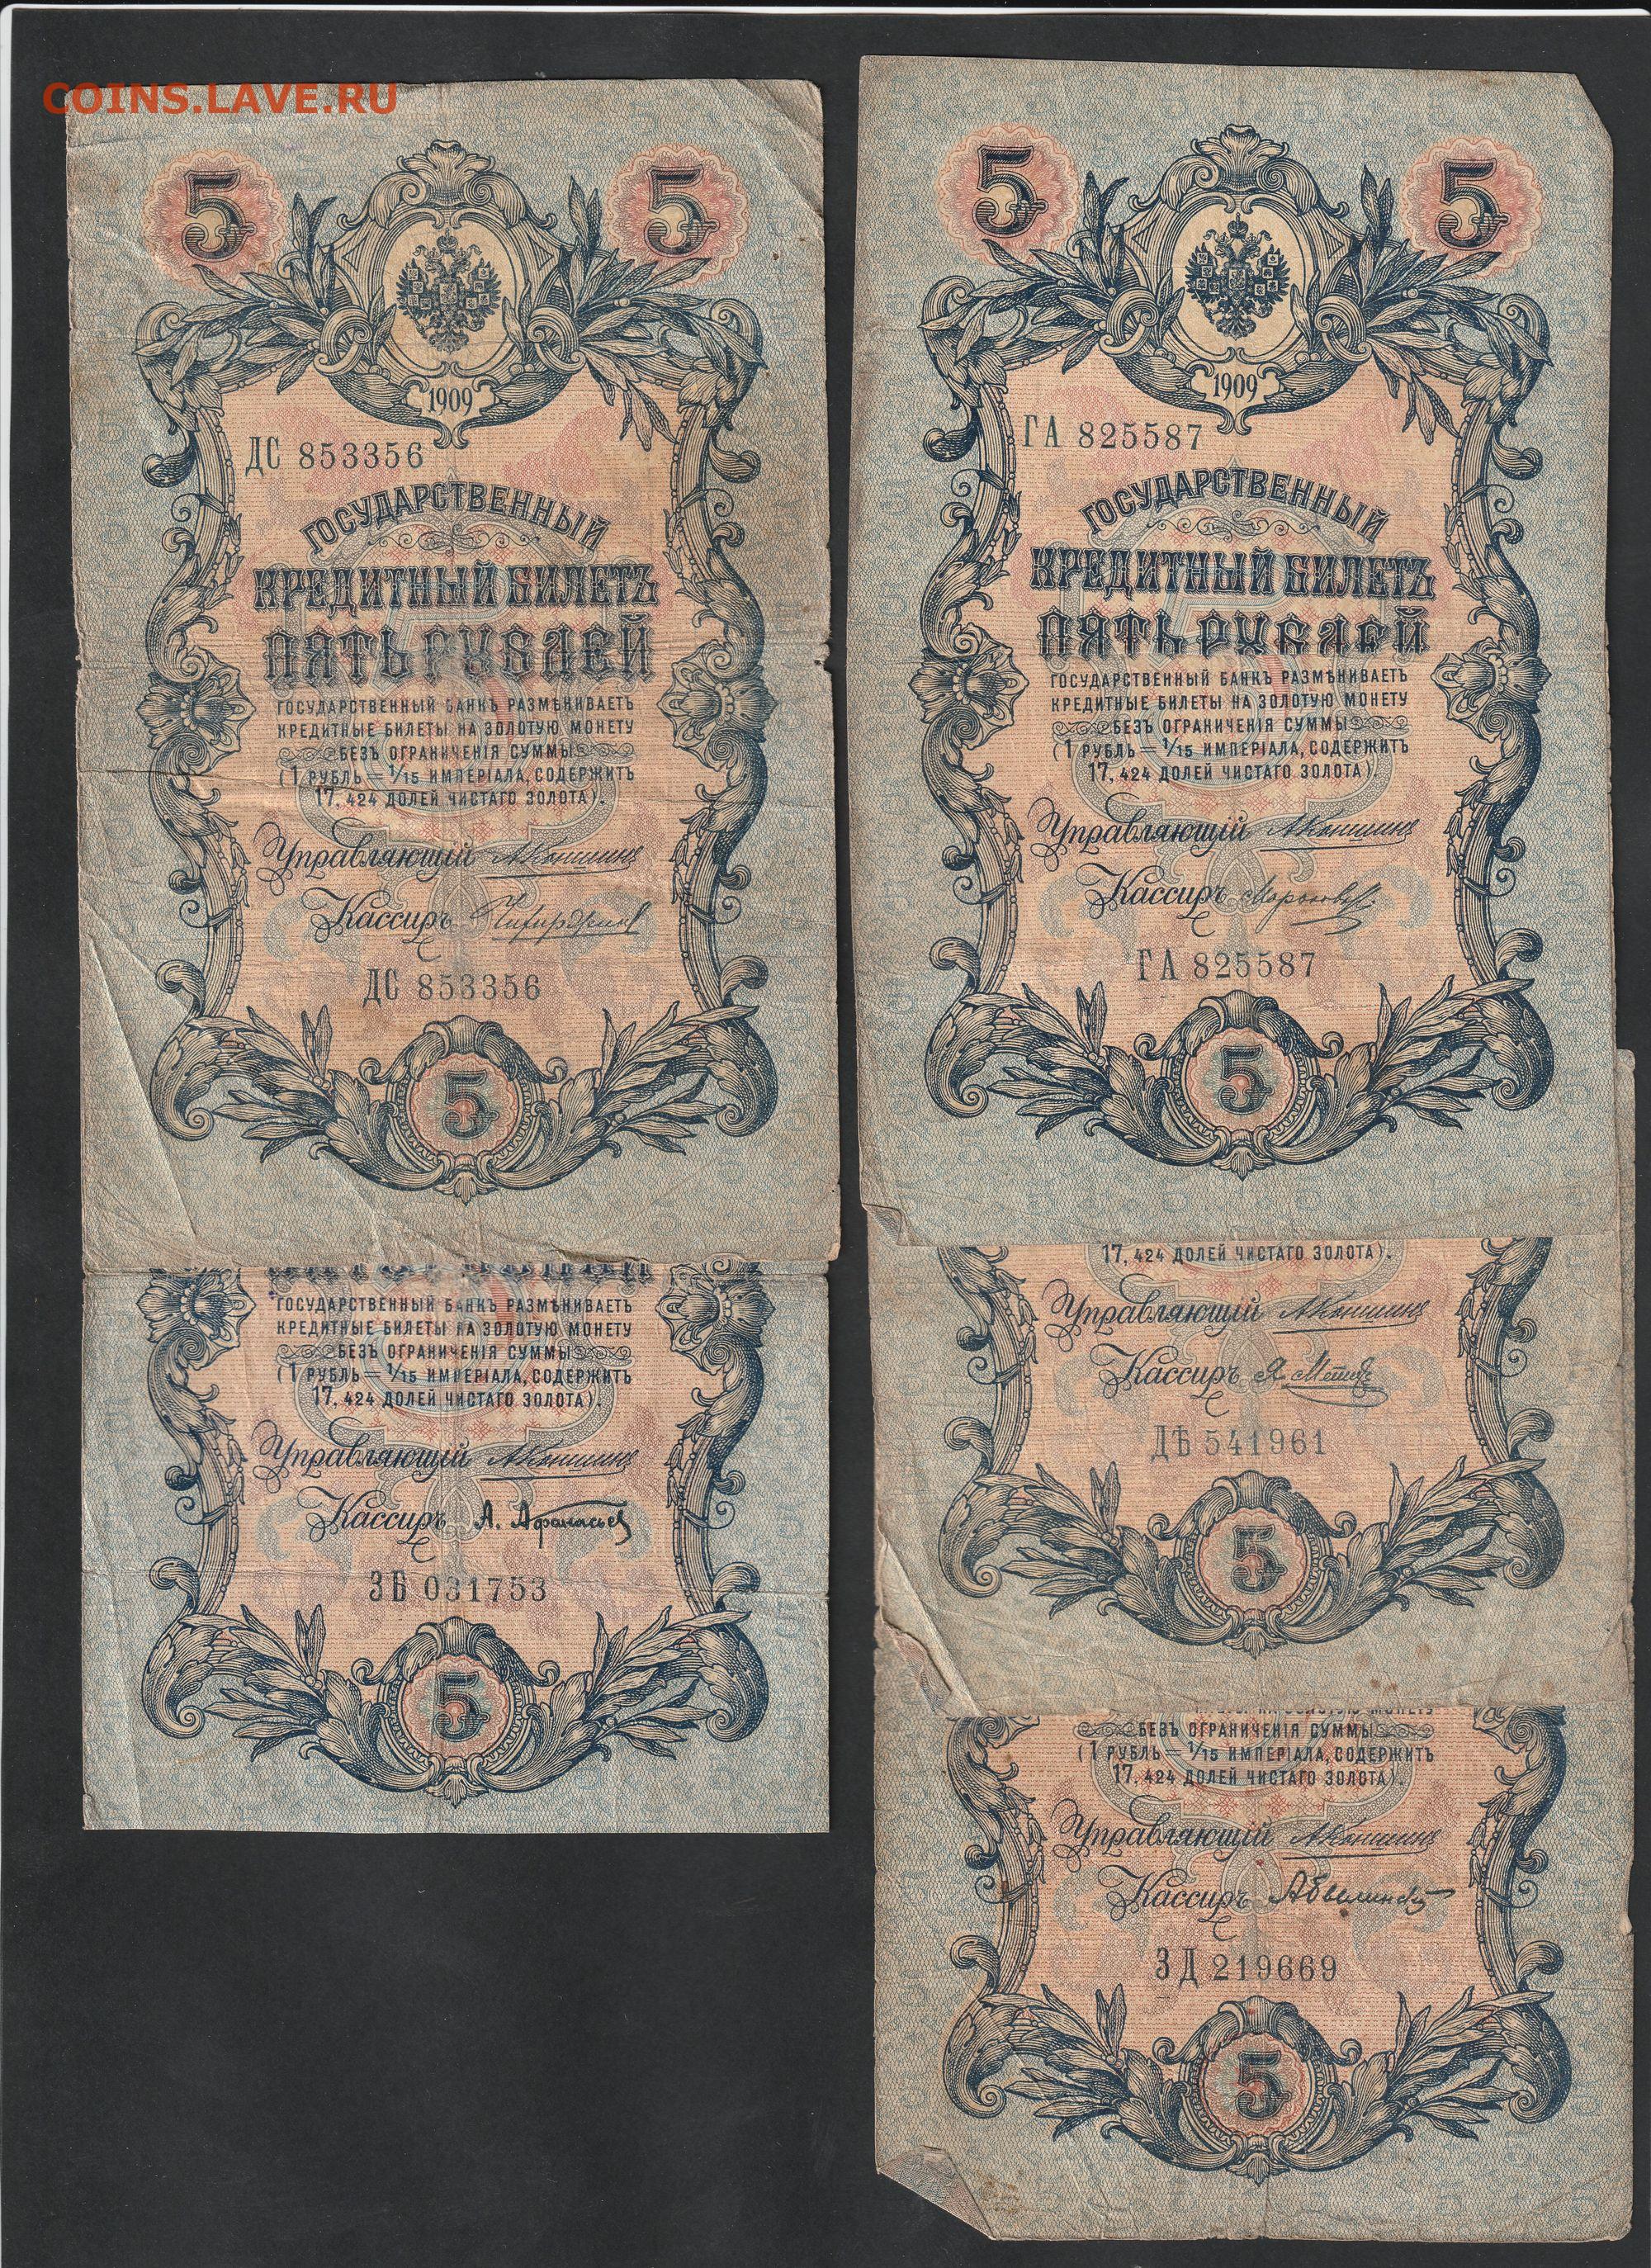 COINS.LAVE.RU
5 5
1909
ДС 853356
ГОСУДАРСТВЕННЫЙ
КРЕДИТНЫЙ БИЛЕТЪ
ПЯТЬ РУБЛЕЙ
ГОСУДАРСТВЕННЫЙ БАНКЪ РАЗМѢНИВАЕТЪ
КРЕДИТНЫЕ БИЛЕТЫ НА ЗОЛОТУЮ МОНЕТУ
БЕЗЪ ОГРАНИЧЕНІЯ СУММЫ
(1 РУБЛЬ = 1/15 ИМПЕРІАЛА, СОДЕРЖИТЪ
17,424 ДОЛЕЙ ЧИСТАГО ЗОЛОТА).
Управляющій АКоншинъ
Кассиръ
ДС 853356
5
ГОСУДАРСТВЕННЫЙ БАНКЪ РАЗМѢНИВАЕТЪ
КРЕДИТНЫЕ БИЛЕТЫ НА ЗОЛОТУЮ МОНЕТУ
БЕЗЪ ОГРАНИЧЕНІЯ СУММЫ
(1 РУБЛЬ = 1/15 ИМПЕРІАЛА, СОДЕРЖИТЪ
17,424 ДОЛЕЙ ЧИСТАГО ЗОЛОТА).
Управляющій АКоншинъ
Кассиръ А. Афанасьев
ЗБ 031753
5
5 5
1909
ГА 825587
ГОСУДАРСТВЕННЫЙ
КРЕДИТНЫЙ БИЛЕТЪ
ПЯТЬ РУБЛЕЙ
ГОСУДАРСТВЕННЫЙ БАНКЪ РАЗМѢНИВАЕТЪ
КРЕДИТНЫЕ БИЛЕТЫ НА ЗОЛОТУЮ МОНЕТУ
БЕЗЪ ОГРАНИЧЕНІЯ СУММЫ
(1 РУБЛЬ = 1/15 ИМПЕРІАЛА, СОДЕРЖИТЪ
17,424 ДОЛЕЙ ЧИСТАГО ЗОЛОТА).
Управляющій АКоншинъ
Кассиръ
ГА 825587
5
17,424 ДОЛЕЙ ЧИСТАГО ЗОЛОТА).
Управляющій АКоншинъ
Кассиръ Я. Метц
ДѢ 541961
5
БЕЗЪ ОГРАНИЧЕНІЯ СУММЫ
(1 РУБЛЬ = 1/15 ИМПЕРІАЛА, СОДЕРЖИТЪ
17,424 ДОЛЕЙ ЧИСТАГО ЗОЛОТА).
Управляющій АКоншинъ
Кассиръ
ЗД 219669
5